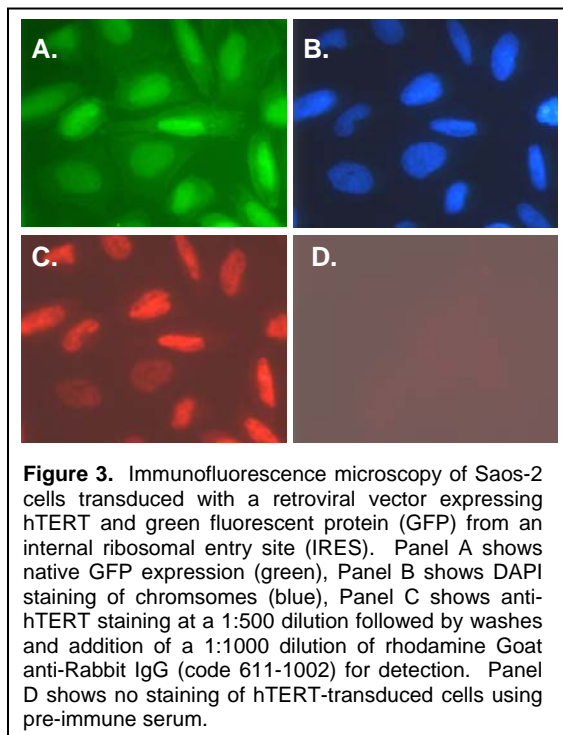 A.
B.
C.
D.
Figure 3. Immunofluorescence microscopy of Saos-2
cells transduced with a retroviral vector expressing
hTERT and green fluorescent protein (GFP) from an
internal ribosomal entry site (IRES). Panel A shows
native GFP expression (green), Panel B shows DAPI
staining of chromsomes (blue), Panel C shows anti-
hTERT staining at a 1:500 dilution followed by washes
and addition of a 1:1000 dilution of rhodamine Goat
anti-Rabbit IgG (code 611-1002) for detection. Panel
D shows no staining of hTERT-transduced cells using
pre-immune serum.